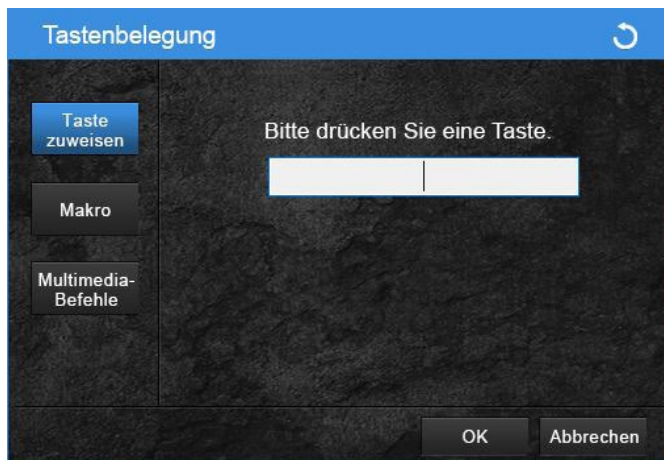 Tastenbelegung
Taste
zuweisen
Bitte drücken Sie eine Taste.
Makro
Multimedia-
Befehle
OK
Abbrechen